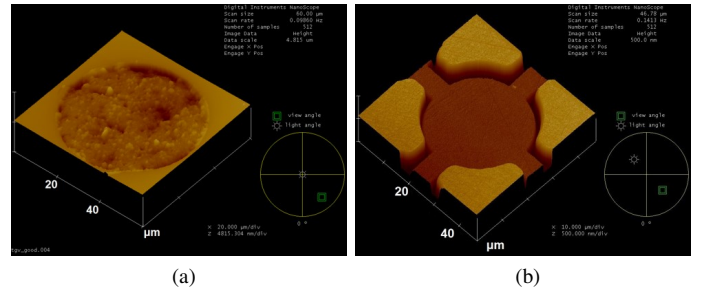 Digital Instruments NanoScope
Scan size 60.00 µm
Scan rate 0.09860 Hz
Number of samples 512
Image Data Height
Data scale 4.815 um
Engage X Pos
Engage Y Pos
view angle
light angle
0 °
20
40
µm
X 20.000 µm/div
Z 4815.304 nm/div
tgv_good.004
(a)
Digital Instruments NanoScope
Scan size 46.78 µm
Scan rate 0.1413 Hz
Number of samples 512
Image Data Height
Data scale 500.0 nm
Engage X Pos
Engage Y Pos
view angle
light angle
0 °
20
40
µm
X 10.000 µm/div
Z 500.000 nm/div
(b)